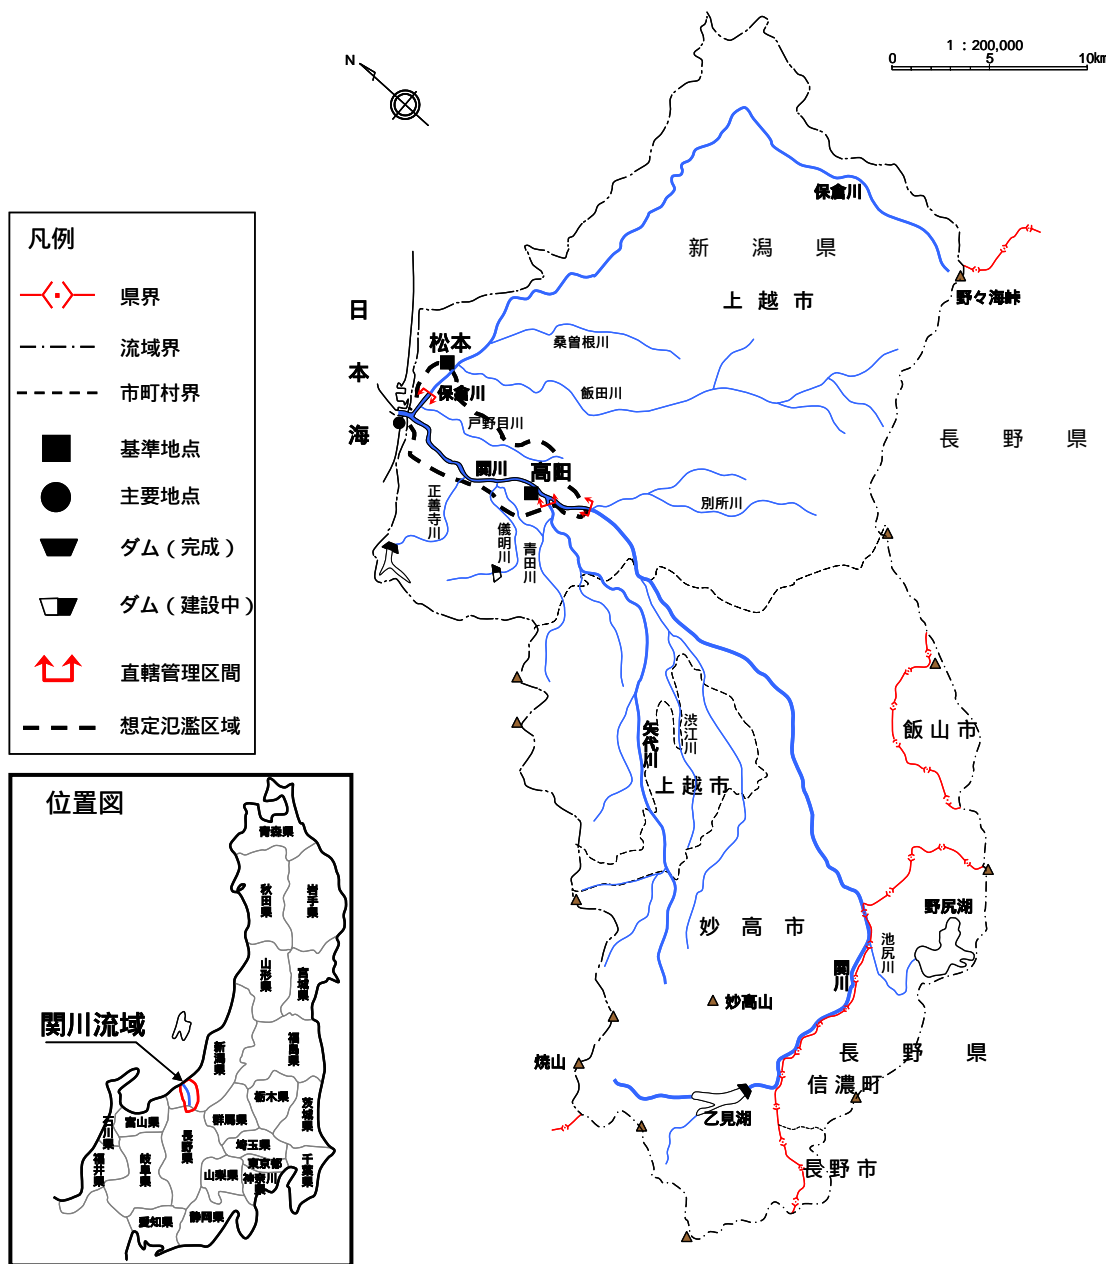 1 : 200,000
0 5 10km
N
凡例
県界
流域界
市町村界
基準地点
主要地点
ダム(完成)
ダム(建設中)
直轄管理区間
想定氾濫区域
日本海
保倉川
新潟県
上越市
野々海峠
松本
桑曽根川
保倉川
飯田川
戸野目川
長野県
関川
高田
正善寺川
儀明川
青田川
別所川
矢代川
渋江川
上越市
飯山市
妙高市
野尻湖
池尻川
関川
妙高山
焼山
長野県
信濃町
乙見湖
長野市
位置図
青森県
秋田県
岩手県
山形県
宮城県
関川流域
新潟県
福島県
栃木県
群馬県
茨城県
石川県
富山県
長野県
埼玉県
福井県
岐阜県
山梨県
東京都
神奈川県
千葉県
愛知県
静岡県